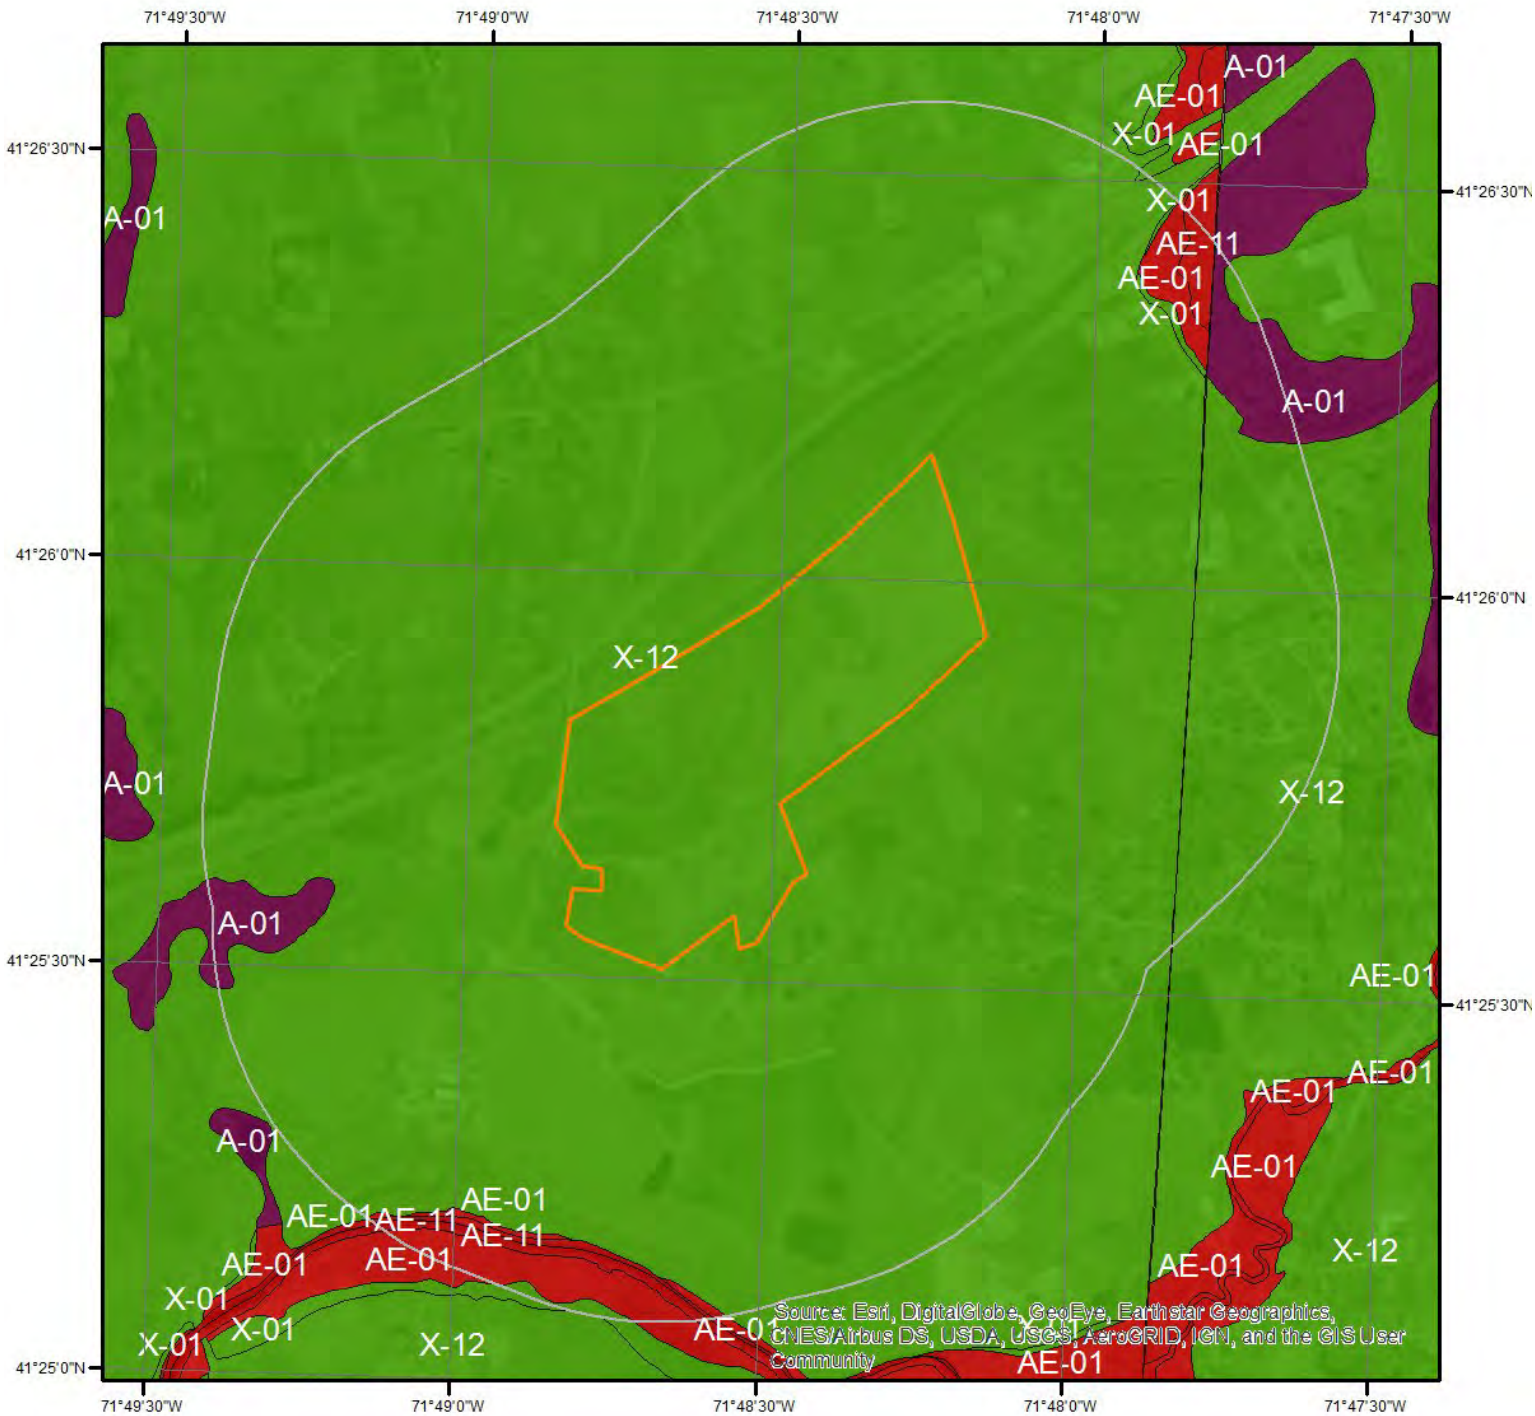 71°49'30"W 71°49'0"W 71°48'30"W 71°48'0"W 71°47'30"W
A-01
AE-01
X-01
AE-01
41°26'30"N
41°26'30"N
X-01
A-01
AE-11
AE-01
X-01
A-01
41°26'0"N
41°26'0"N
X-12
A-01
X-12
A-01
41°25'30"N
AE-01
41°25'30"N
AE-01
AE-01
A-01
AE-01
AE-01
AE-01 AE-11
AE-11
X-12
AE-01
AE-01
AE-01
X-01
X-01
AE-01
X-01
X-12
Source: Esri, DigitalGlobe, GeoEye, Earthstar Geographics,
CNES/Airbus DS, USDA, USGS, AeroGRID, IGN, and the GIS User
Community
AE-01
41°25'0"N
71°49'30"W 71°49'0"W 71°48'30"W 71°48'0"W 71°47'30"W